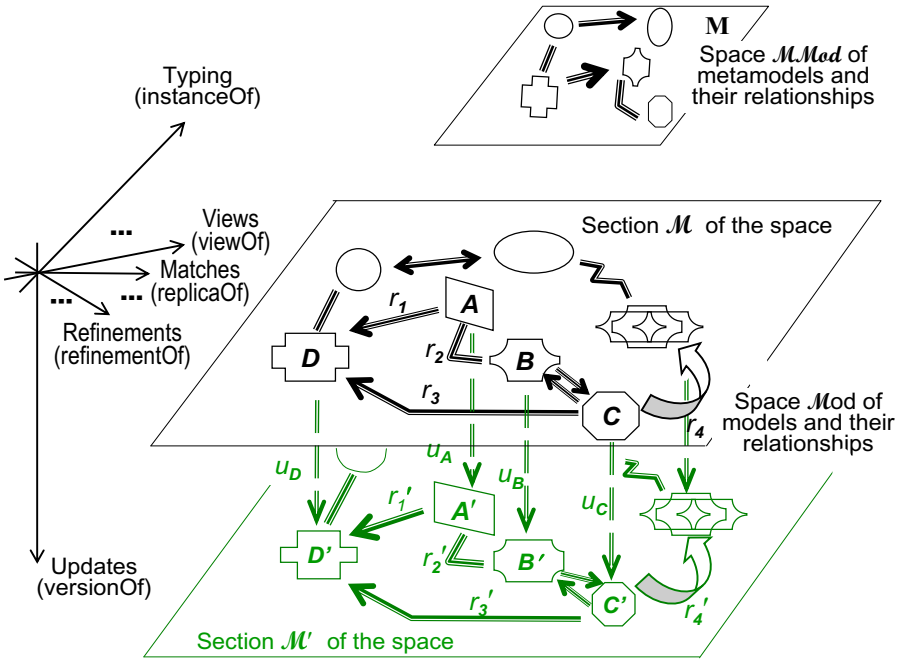 M
Space MMod of
metamodels and
their relationships
Typing
(instanceOf)
...
Views
(viewOf)
Matches
... (replicaOf)
...
Refinements
(refinementOf)
Updates
(versionOf)
Section M of the space
A
r1
D
r2
B
r3
C
r4
Space Mod of
models and their
relationships
uD
uA
uB
uC
r1′
A′
D’
r2′
B′
r3′
C’
r4′
Section M′ of the space